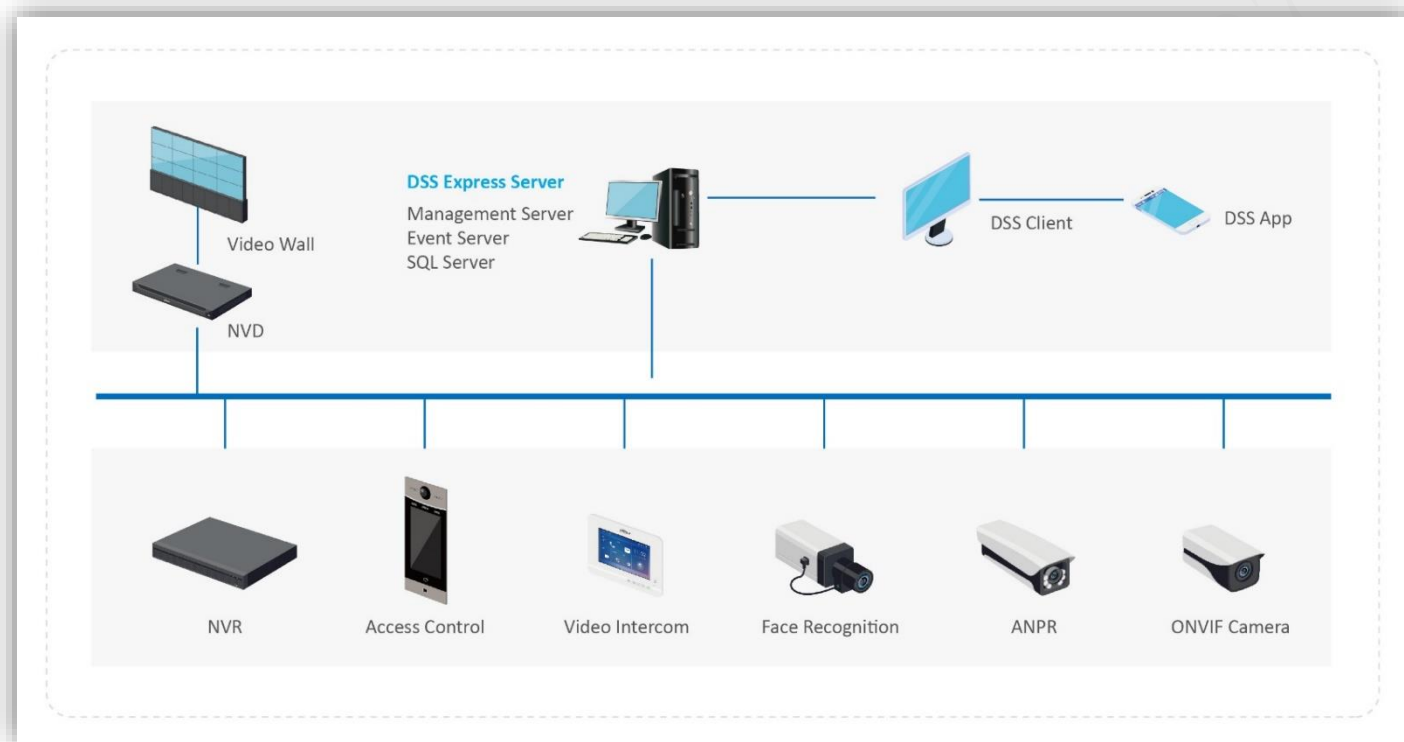 Video Wall
NVD
DSS Express Server
Management Server
Event Server
SQL Server
DSS Client
DSS App
NVR
Access Control
Video Intercom
Face Recognition
ANPR
ONVIF Camera